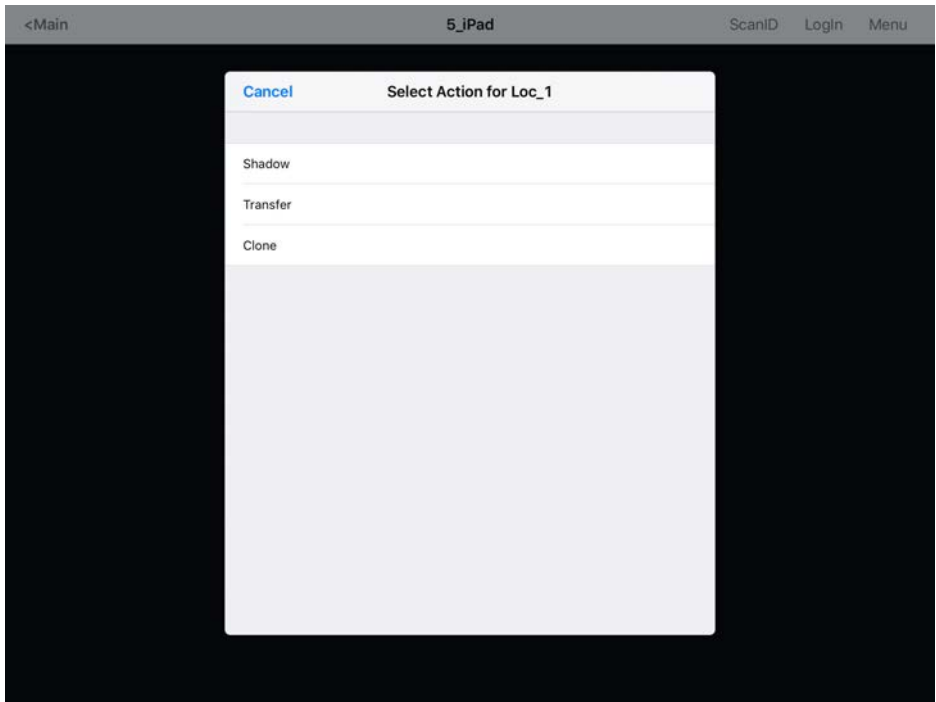 <Main 5_iPad ScanID LogIn Menu
Cancel Select Action for Loc_1
Shadow
Transfer
Clone